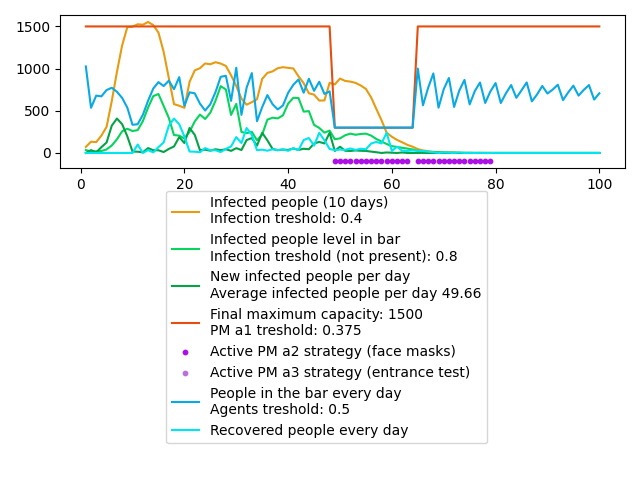 1500
1000
500
0
0 20 40 60 80 100
Infected people (10 days)
Infection treshold: 0.4
Infected people level in bar
Infection treshold (not present): 0.8
New infected people per day
Average infected people per day 49.66
Final maximum capacity: 1500
PM a1 treshold: 0.375
Active PM a2 strategy (face masks)
Active PM a3 strategy (entrance test)
People in the bar every day
Agents treshold: 0.5
Recovered people every day